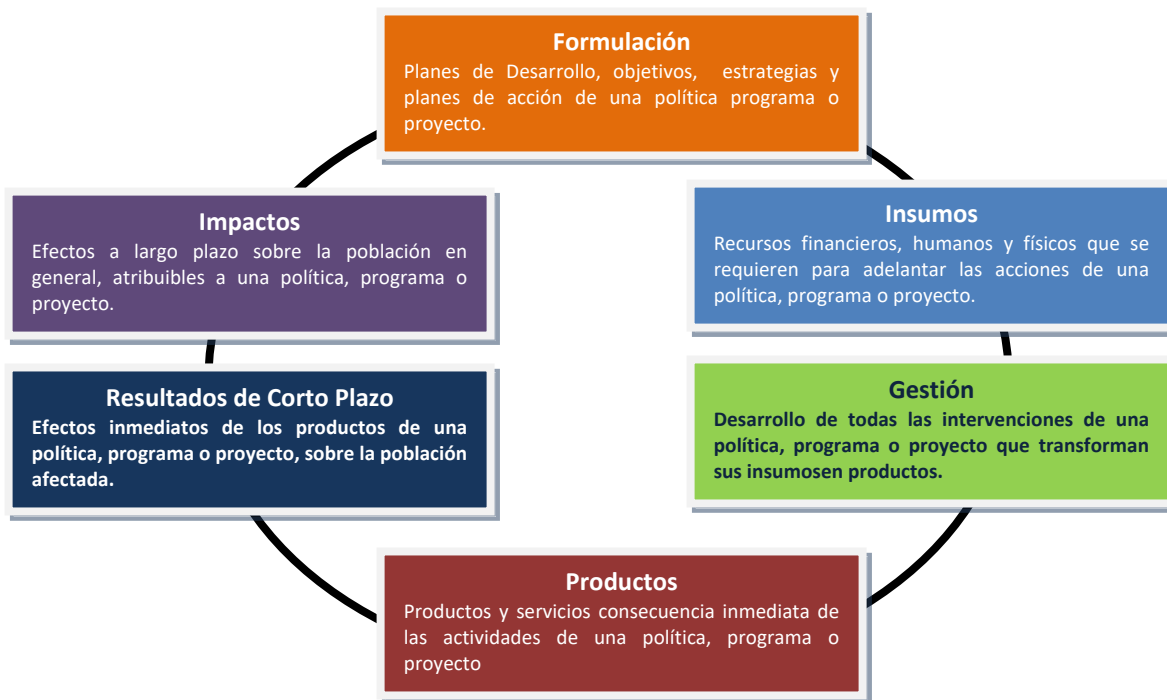 Formulación
Planes de Desarrollo, objetivos, estrategias y
planes de acción de una política programa o
proyecto.
Impactos
Efectos a largo plazo sobre la población en
general, atribuibles a una política, programa o
proyecto.
Insumos
Recursos financieros, humanos y físicos que se
requieren para adelantar las acciones de una
política, programa o proyecto.
Resultados de Corto Plazo
Efectos inmediatos de los productos de una
política, programa o proyecto, sobre la población
afectada.
Gestión
Desarrollo de todas las intervenciones de una
política, programa o proyecto que transforman
sus insumosen productos.
Productos
Productos y servicios consecuencia inmediata de
las actividades de una política, programa o
proyecto